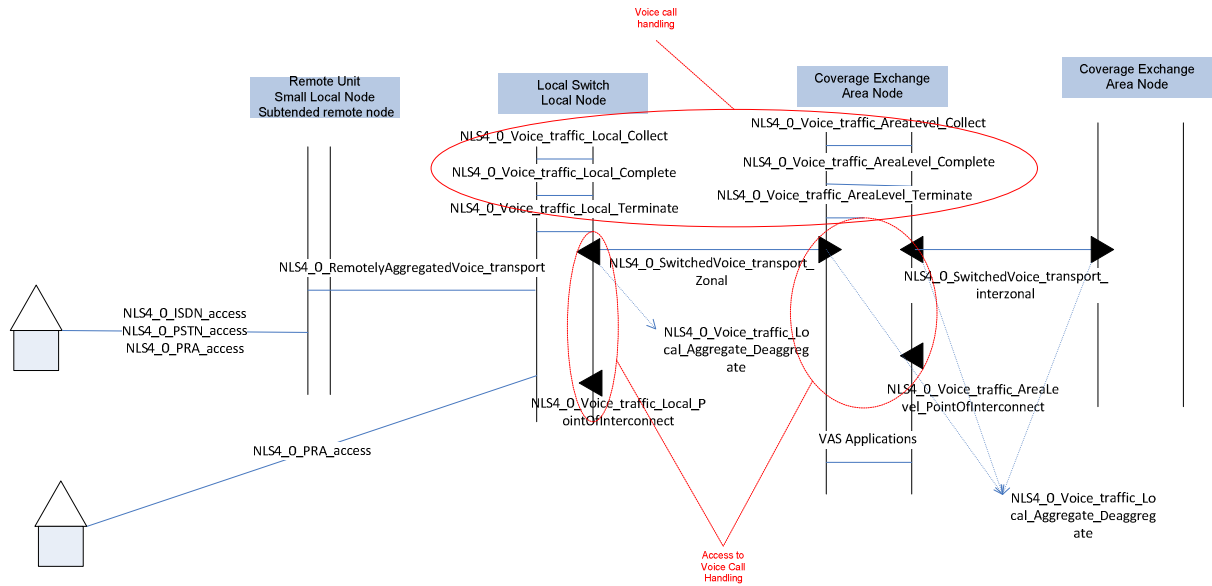 Voice call
handling
Remote Unit
Small Local Node
Subtended remote node
Local Switch
Local Node
Coverage Exchange
Area Node
Coverage Exchange
Area Node
NLS4_0_Voice_traffic_Local_Collect
NLS4_0_Voice_traffic_Local_Complete
NLS4_0_Voice_traffic_Local_Terminate
NLS4_0_Voice_traffic_AreaLevel_Collect
NLS4_0_Voice_traffic_AreaLevel_Complete
NLS4_0_Voice_traffic_AreaLevel_Terminate
NLS4_0_RemotelyAggregatedVoice_transport
NLS4_0_SwitchedVoice_transport_
Zonal
NLS4_0_SwitchedVoice_transport_
interzonal
NLS4_0_ISDN_access
NLS4_0_PSTN_access
NLS4_0_PRA_access
NLS4_0_Voice_traffic_Lo
cal_Aggregate_Deaggreg
ate
NLS4_0_Voice_traffic_Local_P
ointOfInterconnect
NLS4_0_Voice_traffic_AreaLe
vel_PointOfInterconnect
VAS Applications
NLS4_0_PRA_access
NLS4_0_Voice_traffic_Lo
cal_Aggregate_Deaggreg
ate
Access to
Voice Call
Handling